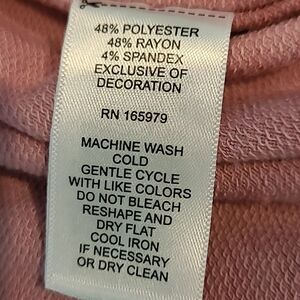 48% POLYESTER
48% RAYON
4% SPANDEX
EXCLUSIVE OF
DECORATION
RN 165979
MACHINE WASH
COLD
GENTLE CYCLE
WITH LIKE COLORS
DO NOT BLEACH
RESHAPE AND
DRY FLAT
COOL IRON
IF NECESSARY
OR DRY CLEAN